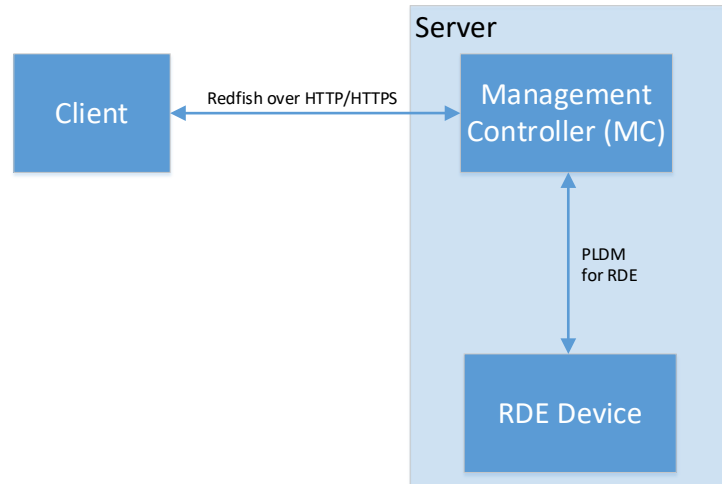 Server
Client
Redfish over HTTP/HTTPS
Management
Controller (MC)
PLDM
for RDE
RDE Device